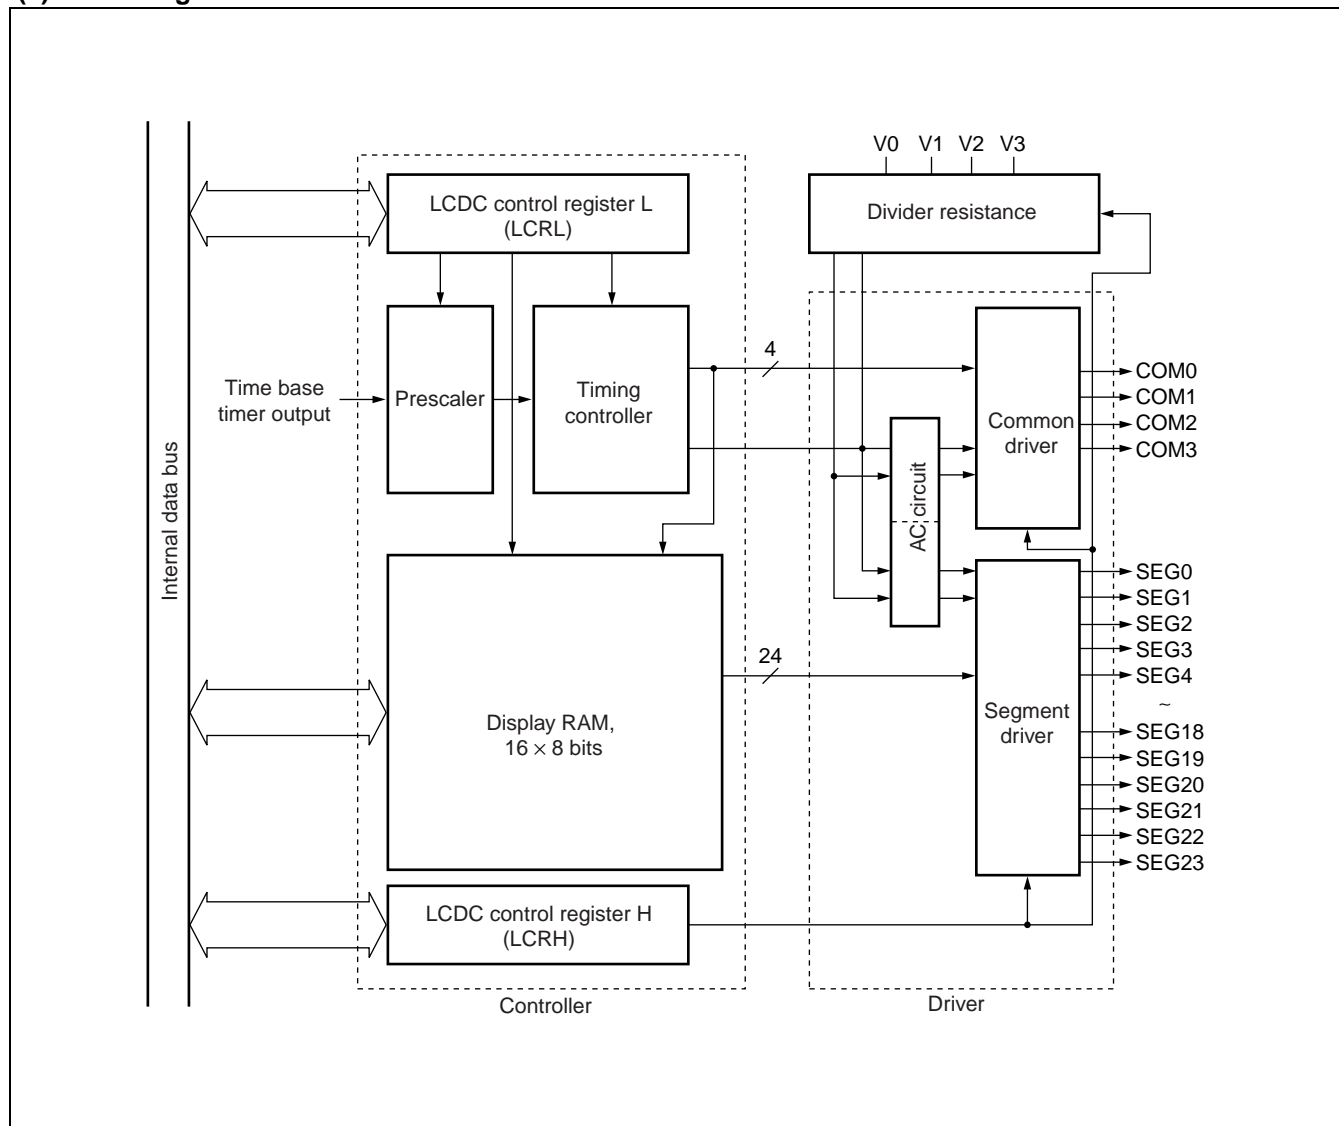 V0 V1 V2 V3
LCDC control register L
(LCRL)
Divider resistance
4
Time base
timer output
Prescaler
Timing
controller
Common
driver
COM0
COM1
COM2
COM3
AC circuit
Internal data bus
SEG0
SEG1
SEG2
SEG3
SEG4
~
SEG18
SEG19
SEG20
SEG21
SEG22
SEG23
24
Segment
driver
Display RAM,
16 × 8 bits
LCDC control register H
(LCRH)
Controller
Driver